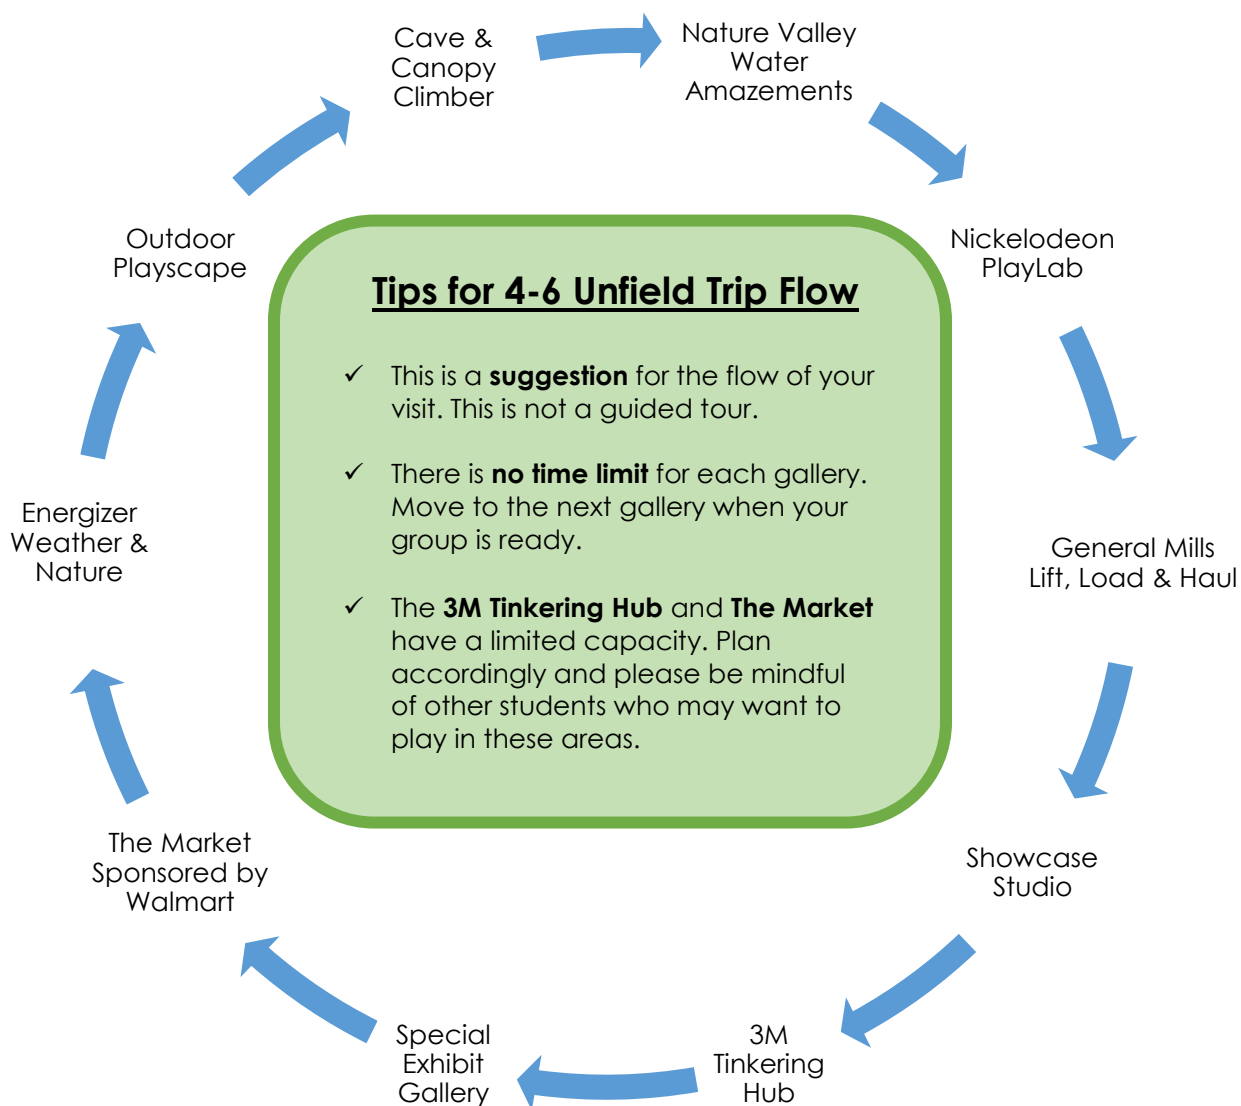 Cave &
Canopy
Climber
Nature Valley
Water
Amazements
Nickelodeon
PlayLab
General Mills
Lift, Load & Haul
Showcase
Studio
3M
Tinkering
Hub
Special
Exhibit
Gallery
The Market
Sponsored by
Walmart
Energizer
Weather &
Nature
Outdoor
Playscape
Tips for 4-6 Unfield Trip Flow
✓ This is a suggestion for the flow of your
visit. This is not a guided tour.
✓ There is no time limit for each gallery.
Move to the next gallery when your
group is ready.
✓ The 3M Tinkering Hub and The Market
have a limited capacity. Plan
accordingly and please be mindful
of other students who may want to
play in these areas.